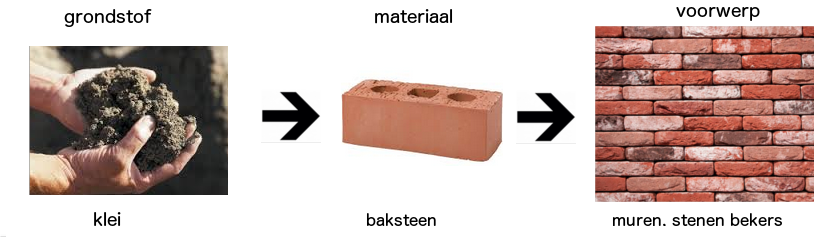 grondstof
materiaal
voorwerp
klei
baksteen
muren. stenen bekers